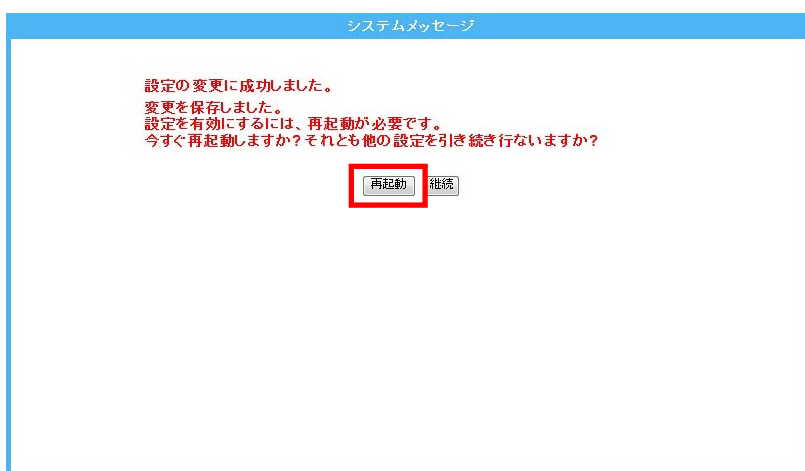 システムメッセージ
設定の変更に成功しました。
変更を保存しました。
設定を有効にするには、再起動が必要です。
今すぐ再起動しますか?それとも他の設定を引き続き行ないますか?
再起動 継続